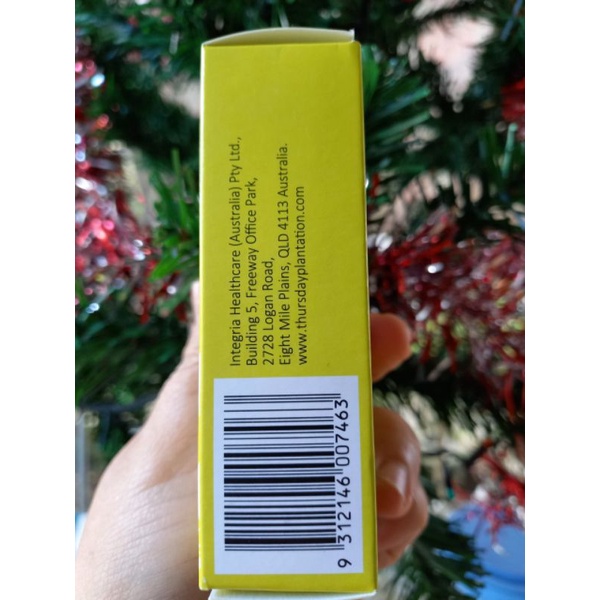 Integria Healthcare (Australia) Pty Ltd.,
Building 5, Freeway Office Park,
2728 Logan Road,
Eight Mile Plains, QLD 4113 Australia.
www.thursdayplantation.com
9 312146 007463